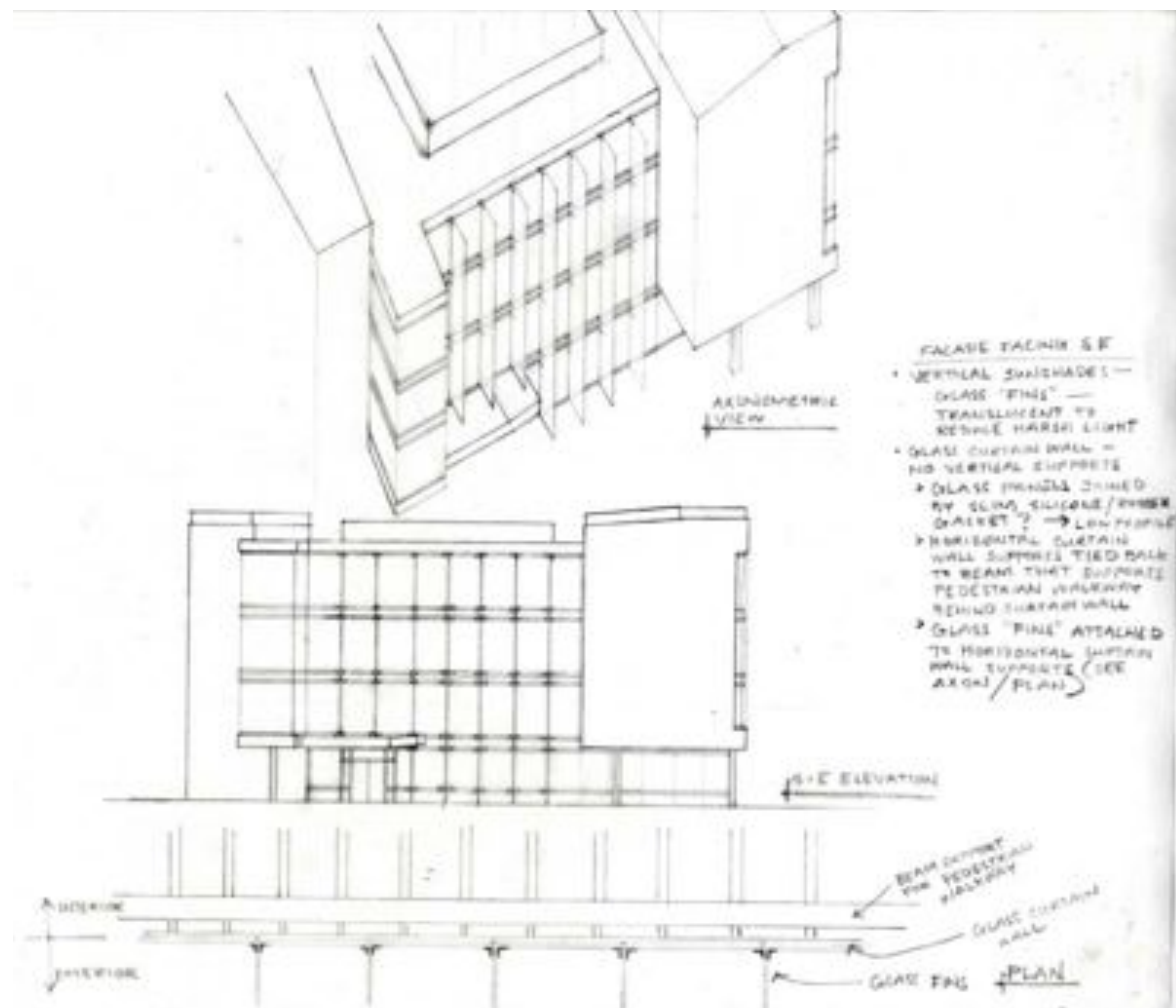 AXONOMETRIC
VIEW
FACADE FACING SE
• VERTICAL SUNSHADES —
GLASS "FINS" —
TRANSLUCENT TO
REDUCE HARSH LIGHT
• GLASS CURTAIN WALL —
NO VERTICAL SUPPORTS
→ GLASS PANELS JOINED
BY SLIM SILICONE/RUBBER
GASKET? → LOW PROFILE
→ HORIZONTAL CURTAIN
WALL SUPPORTS TIED BACK
TO BEAM THAT SUPPORTS
PEDESTRIAN WALKWAY
BEHIND CURTAIN WALL
→ GLASS "FINS" ATTACHED
TO HORIZONTAL CURTAIN
WALL SUPPORTS (SEE
AXON/PLAN)
S-E ELEVATION
BEAM SUPPORT
FOR PEDESTRIAN
WALKWAY
GLASS CURTAIN
WALL
GLASS FINS
PLAN